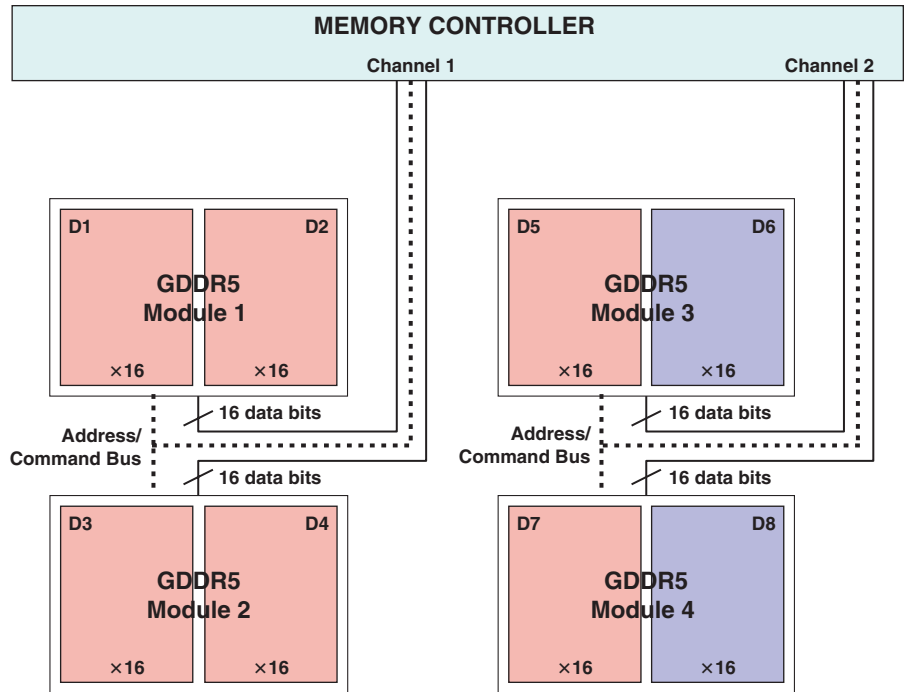 MEMORY CONTROLLER
Channel 1
Channel 2
D1
D2
GDDR5
Module 1
×16
×16
D5
D6
GDDR5
Module 3
×16
×16
16 data bits
Address/
Command Bus
16 data bits
16 data bits
Address/
Command Bus
16 data bits
D3
D4
GDDR5
Module 2
×16
×16
D7
D8
GDDR5
Module 4
×16
×16